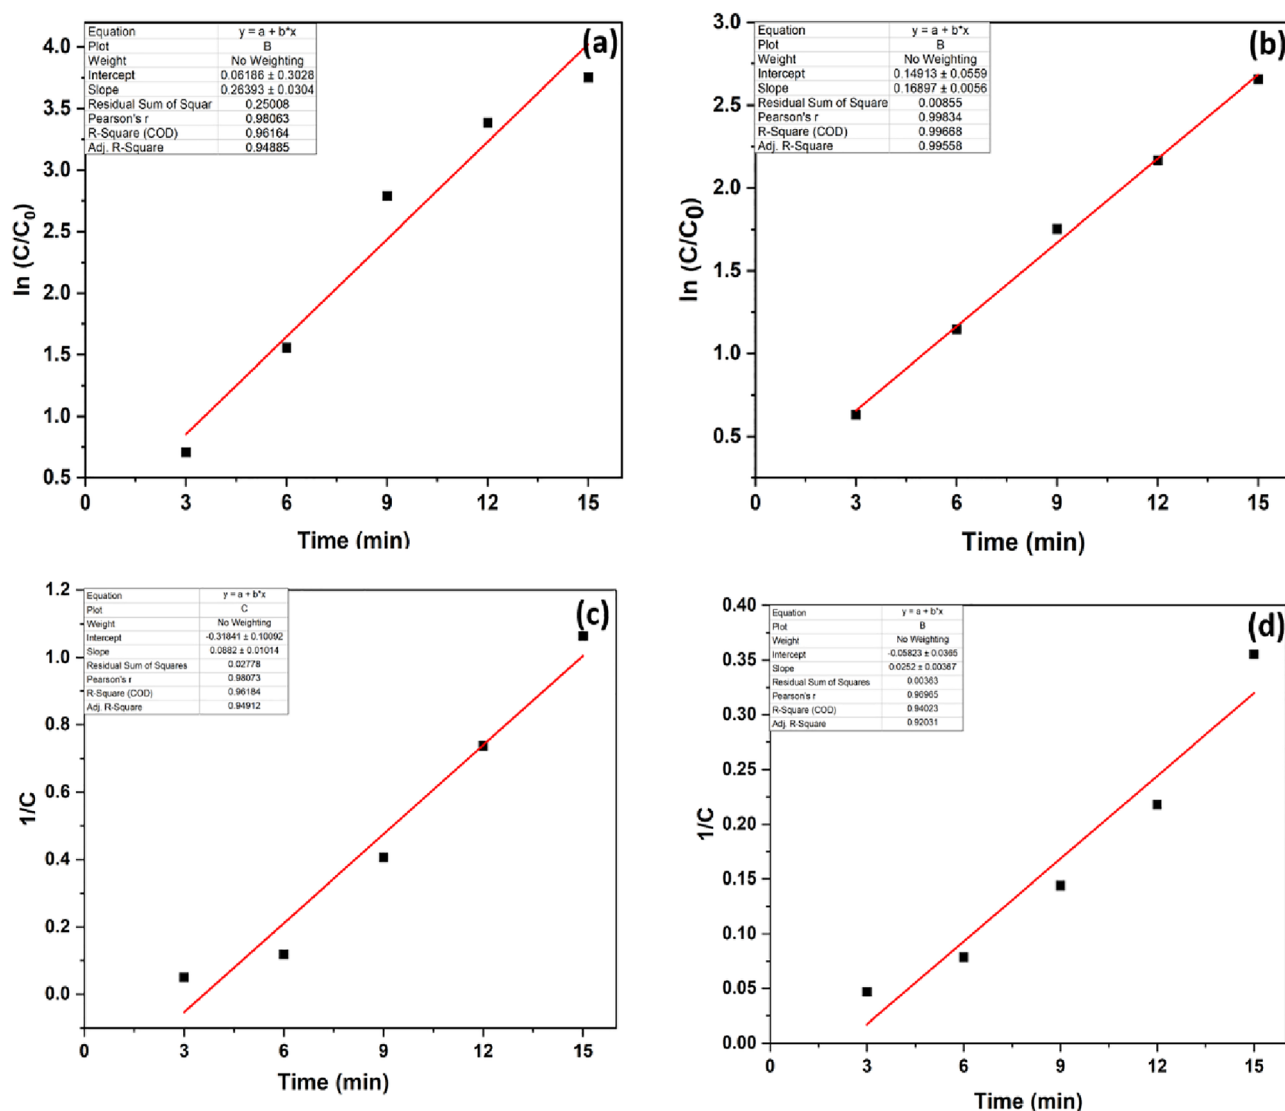 (a)
Equation y = a + b*x
Plot B
Weight No Weighting
Intercept 0.06186 ± 0.3028
Slope 0.26393 ± 0.0304
Residual Sum of Squar 0.25008
Pearson's r 0.98063
R-Square (COD) 0.96164
Adj. R-Square 0.94885
4.0
3.5
3.0
2.5
2.0
1.5
1.0
0.5
ln (C/C₀)
0 3 6 9 12 15
Time (min)
(b)
Equation y = a + b*x
Plot B
Weight No Weighting
Intercept 0.14913 ± 0.0559
Slope 0.16897 ± 0.0056
Residual Sum of Square 0.00855
Pearson's r 0.99834
R-Square (COD) 0.99668
Adj. R-Square 0.99558
3.0
2.5
2.0
1.5
1.0
0.5
ln (C/C0)
0 3 6 9 12 15
Time (min)
(c)
Equation y = a + b*x
Plot C
Weight No Weighting
Intercept -0.31841 ± 0.10092
Slope 0.0882 ± 0.01014
Residual Sum of Squares 0.02778
Pearson's r 0.98073
R-Square (COD) 0.96184
Adj. R-Square 0.94912
1.2
1.0
0.8
0.6
0.4
0.2
0.0
1/C
0 3 6 9 12 15
Time (min)
(d)
Equation y = a + b*x
Plot B
Weight No Weighting
Intercept -0.05823 ± 0.0365
Slope 0.0252 ± 0.00367
Residual Sum of Squares 0.00363
Pearson's r 0.96965
R-Square (COD) 0.94023
Adj. R-Square 0.92031
0.40
0.35
0.30
0.25
0.20
0.15
0.10
0.05
0.00
1/C
0 3 6 9 12 15
Time (min)